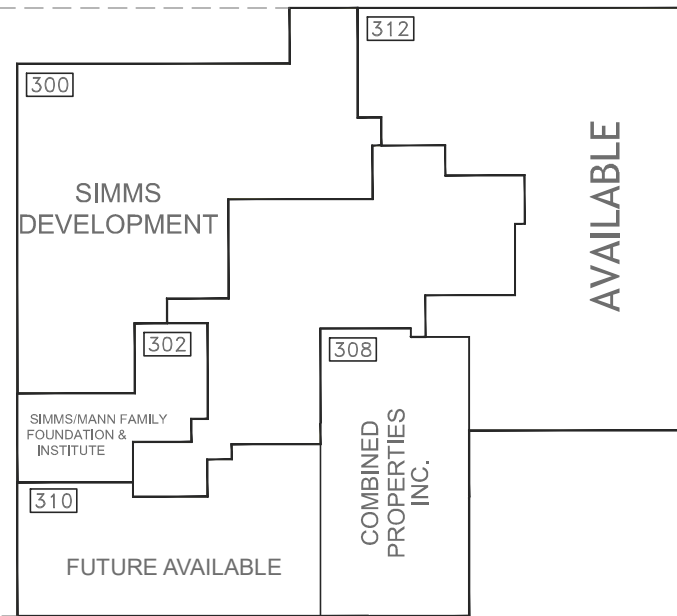 312
300
SIMMS
DEVELOPMENT
AVAILABLE
302
308
SIMMS/MANN FAMILY
FOUNDATION &
INSTITUTE
COMBINED
PROPERTIES
INC.
310
FUTURE AVAILABLE